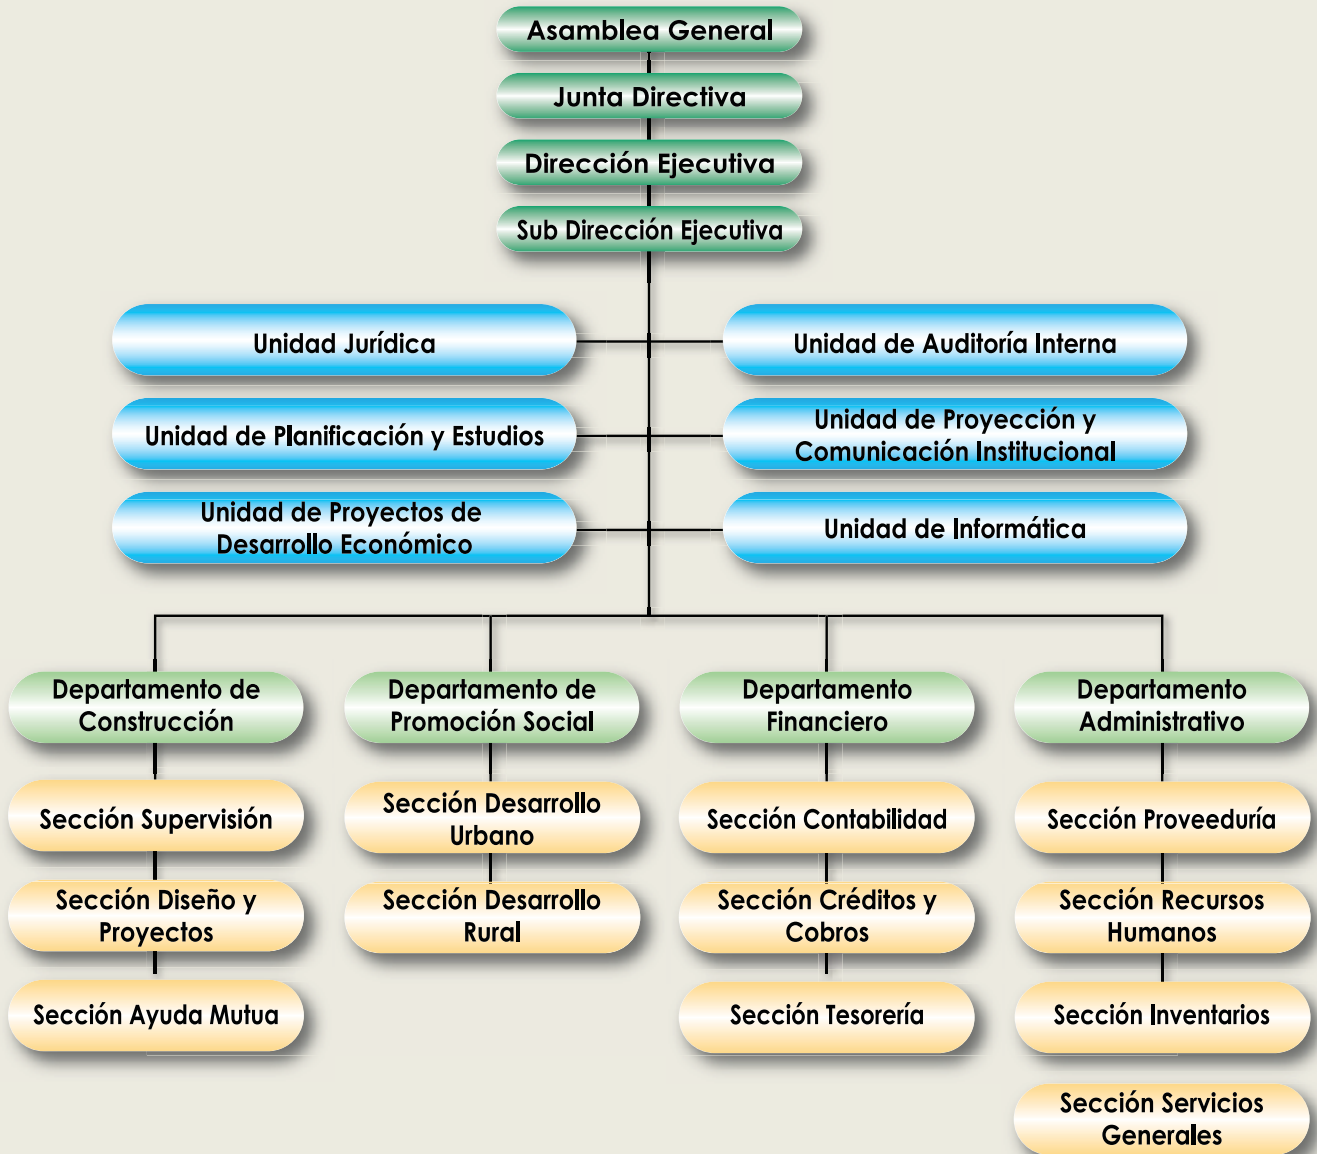 Asamblea General
Junta Directiva
Dirección Ejecutiva
Sub Dirección Ejecutiva
Unidad Jurídica
Unidad de Auditoría Interna
Unidad de Planificación y Estudios
Unidad de Proyección y
Comunicación Institucional
Unidad de Proyectos de
Desarrollo Económico
Unidad de Informática
Departamento de
Construcción
Departamento de
Promoción Social
Departamento
Financiero
Departamento
Administrativo
Sección Supervisión
Sección Desarrollo
Urbano
Sección Contabilidad
Sección Proveeduría
Sección Diseño y
Proyectos
Sección Desarrollo
Rural
Sección Créditos y
Cobros
Sección Recursos
Humanos
Sección Ayuda Mutua
Sección Tesorería
Sección Inventarios
Sección Servicios
Generales